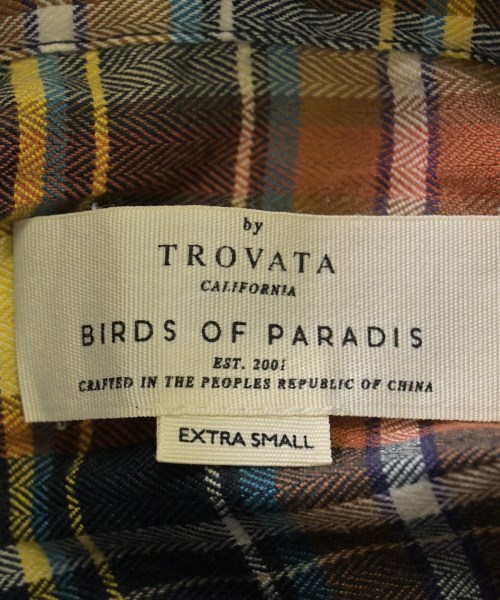 by
TROVATA
CALIFORNIA
BIRDS OF PARADIS
EST. 2001
CRAFTED IN THE PEOPLES REPUBLIC OF CHINA
EXTRA SMALL